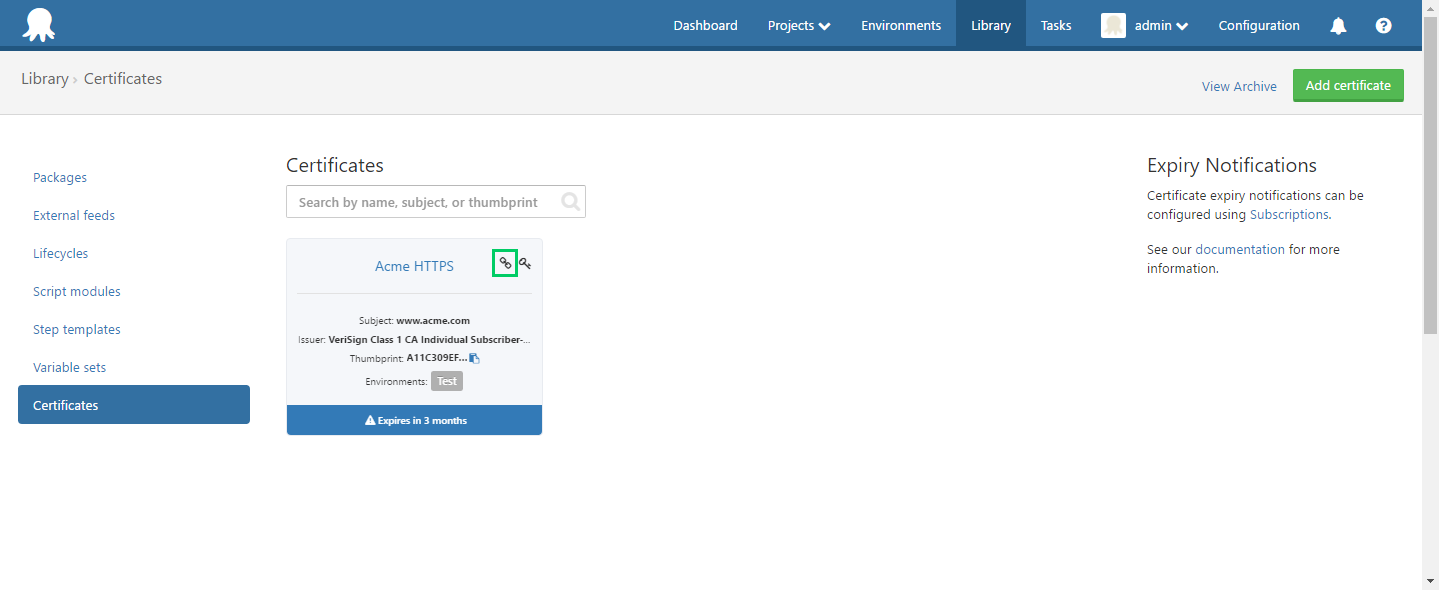 Dashboard Projects Environments Library Tasks admin Configuration
Library › Certificates
View Archive Add certificate
Packages
External feeds
Lifecycles
Script modules
Step templates
Variable sets
Certificates
Certificates
Search by name, subject, or thumbprint
Acme HTTPS
Subject: www.acme.com
Issuer: VeriSign Class 1 CA Individual Subscriber-...
Thumbprint: A11C309EF...
Environments: Test
Expires in 3 months
Expiry Notifications
Certificate expiry notifications can be
configured using Subscriptions.
See our documentation for more
information.